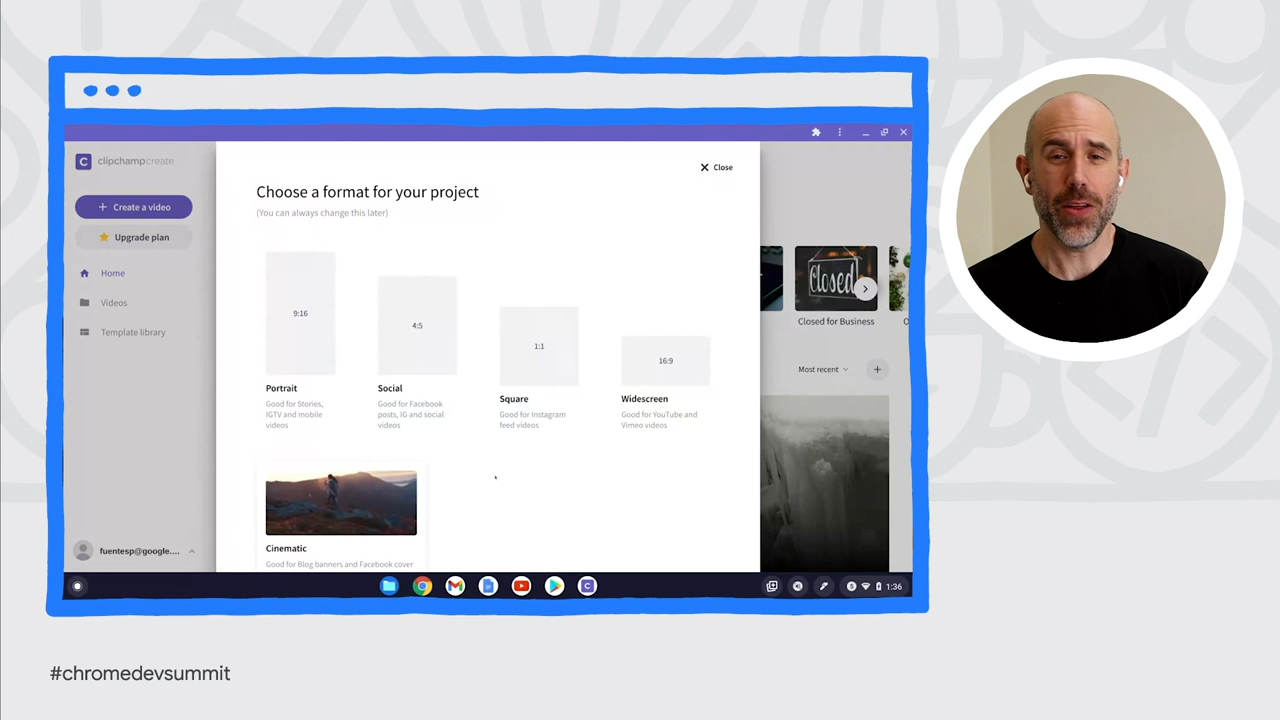 clipchampcreate
Create a video
Upgrade plan
Home
Videos
Template library
fuentesp@google....
Close
Choose a format for your project
(You can always change this later)
9:16
4:5
1:1
16:9
Portrait
Good for Stories,
IGTV and mobile
videos
Social
Good for Facebook
posts, IG and social
videos
Square
Good for Instagram
feed videos
Widescreen
Good for YouTube and
Vimeo videos
Cinematic
Good for Blog banners and Facebook cover
Closed
Closed for Business
O
Most recent
1:36
#chromedevsummit